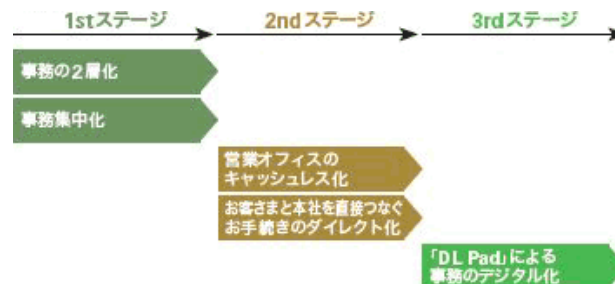 1stステージ
2ndステージ
3rdステージ
事務の2層化
事務集中化
営業オフィスの
キャッシュレス化
お客さまと本社を直接つなぐ
お手続きのダイレクト化
「DL Pad」による
事務のデジタル化